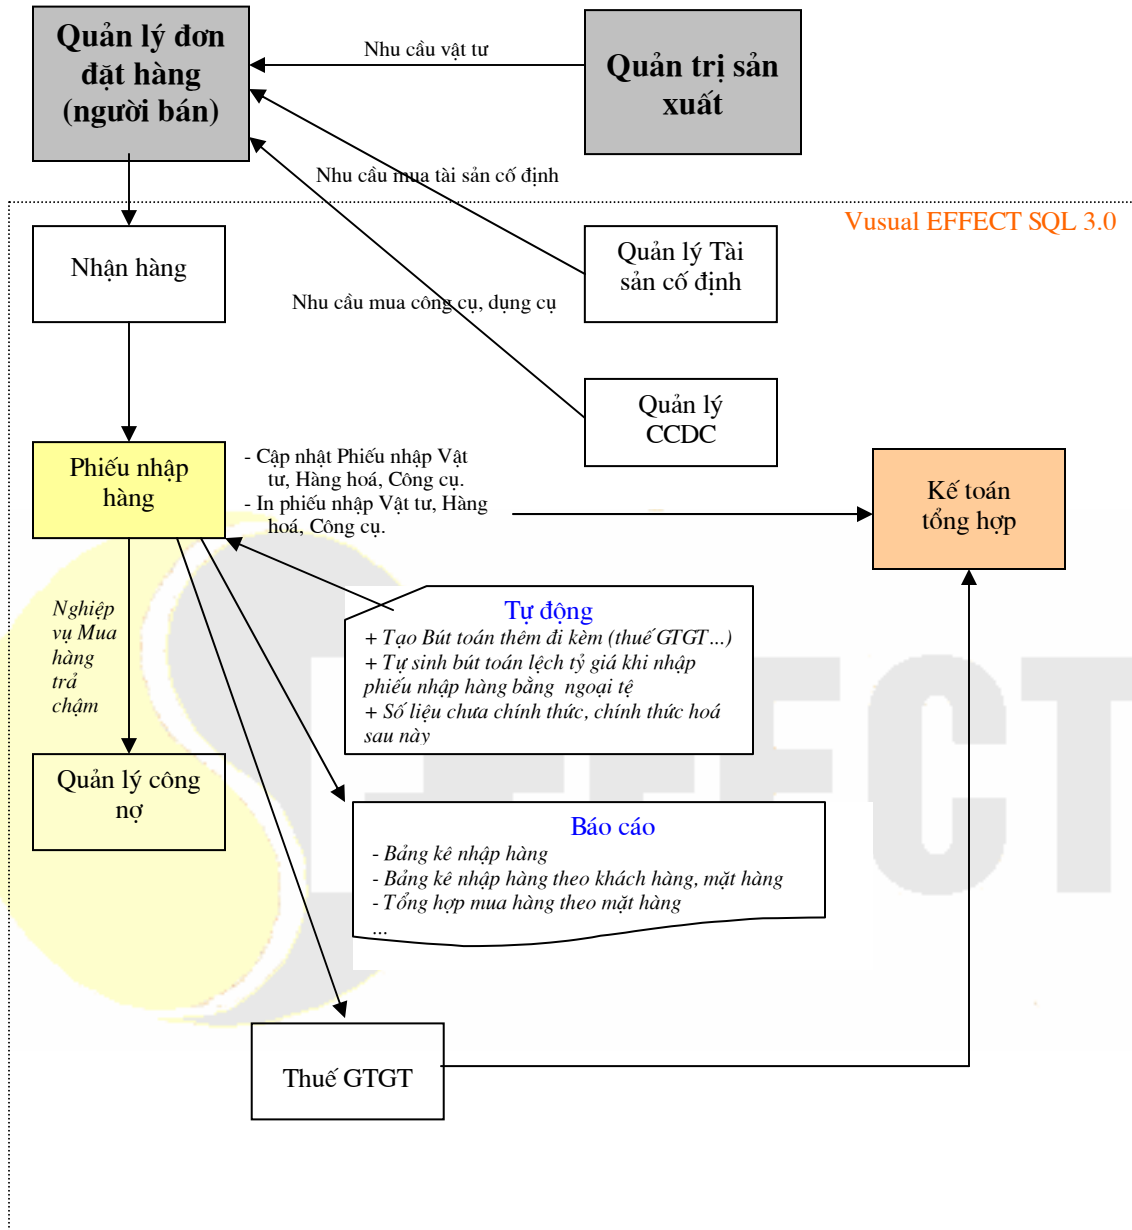 Quản lý đơn
đặt hàng
(người bán)
Nhu cầu vật tư
Quản trị sản
xuất
Nhu cầu mua tài sản cố định
Vusual EFFECT SQL 3.0
Nhận hàng
Quản lý Tài
sản cố định
Nhu cầu mua công cụ, dụng cụ
Quản lý
CCDC
Phiếu nhập
hàng
- Cập nhật Phiếu nhập Vật
tư, Hàng hoá, Công cụ.
- In phiếu nhập Vật tư, Hàng
hoá, Công cụ.
Kế toán
tổng hợp
Nghiệp
vụ Mua
hàng
trả
chậm
Tự động
+ Tạo Bút toán thêm đi kèm (thuế GTGT...)
+ Tự sinh bút toán lệch tỷ giá khi nhập
phiếu nhập hàng bằng ngoại tệ
+ Số liệu chưa chính thức, chính thức hoá
sau này
Quản lý công
nợ
Báo cáo
- Bảng kê nhập hàng
- Bảng kê nhập hàng theo khách hàng, mặt hàng
- Tổng hợp mua hàng theo mặt hàng
...
Thuế GTGT
EFFECT